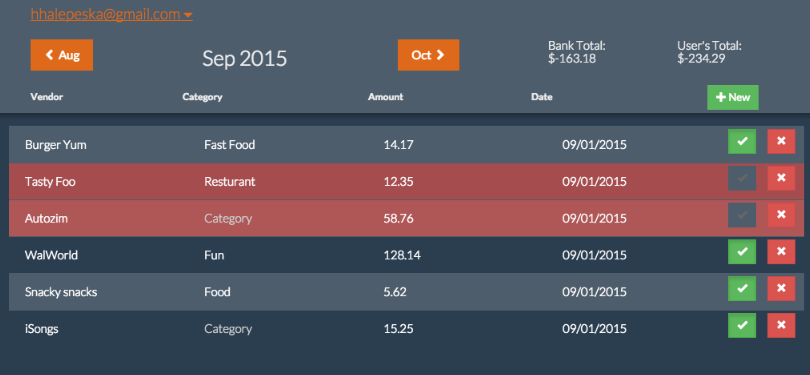 hhalepeska@gmail.com
Aug Sep 2015 Oct Bank Total: User's Total:
$-163.18 $-234.29
Vendor Category Amount Date New
Burger Yum Fast Food 14.17 09/01/2015
Tasty Foo Resturant 12.35 09/01/2015
Autozim Category 58.76 09/01/2015
WalWorld Fun 128.14 09/01/2015
Snacky snacks Food 5.62 09/01/2015
iSongs Category 15.25 09/01/2015